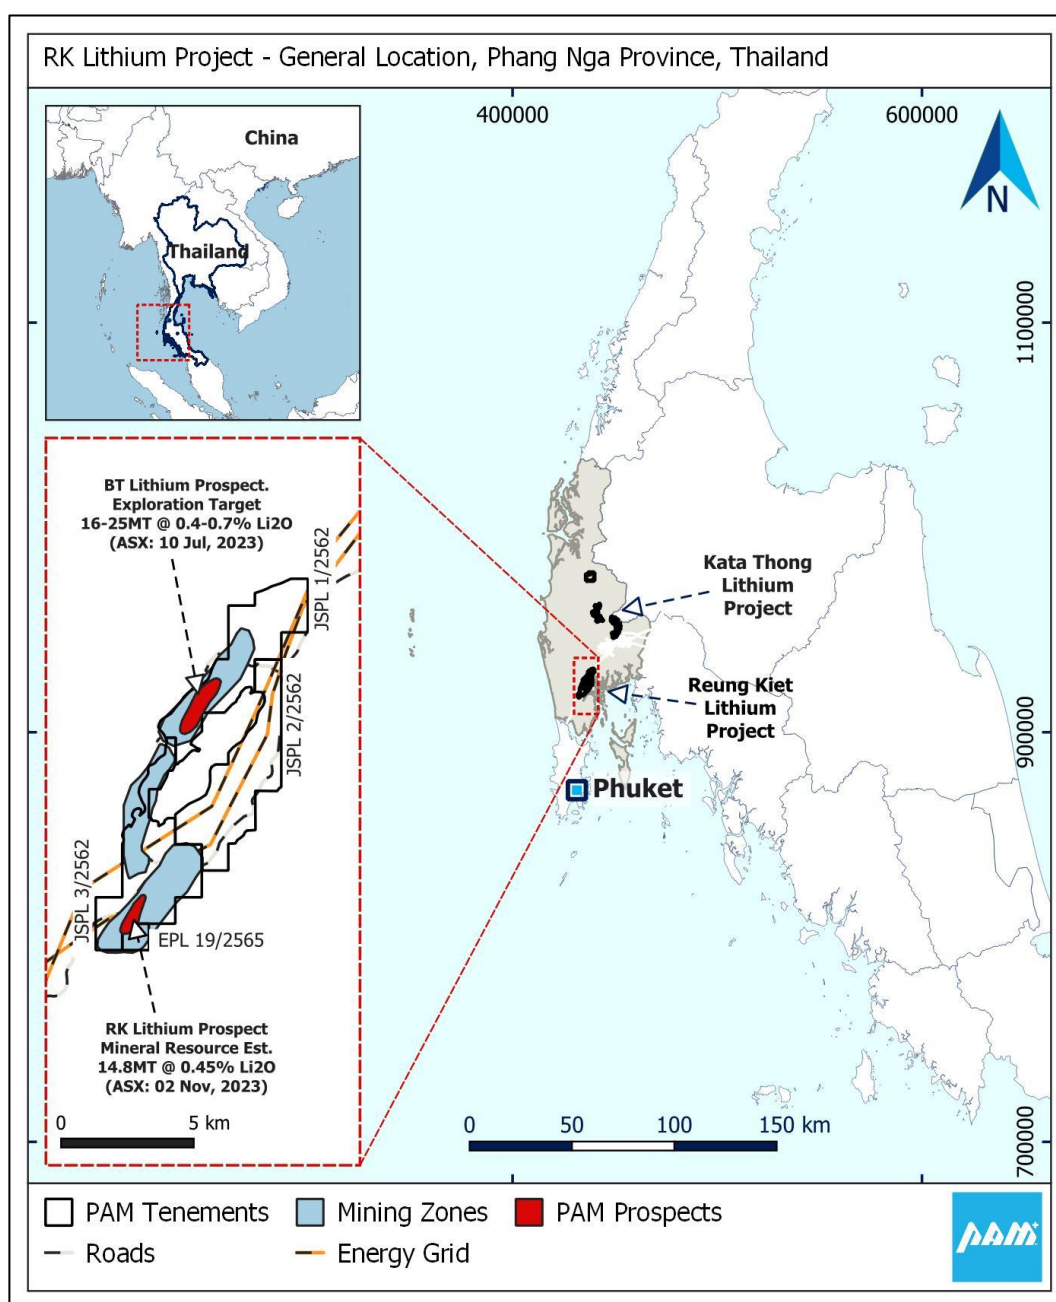 RK Lithium Project - General Location, Phang Nga Province, Thailand
400000
600000
China
Thailand
N
1100000
BT Lithium Prospect.
Exploration Target
16-25MT @ 0.4-0.7% Li2O
(ASX: 10 Jul, 2023)
JSPL 1/2562
Kata Thong
Lithium
Project
JSPL 2/2562
Reung Kiet
Lithium
Project
900000
Phuket
JSPL 3/2562
EPL 19/2565
RK Lithium Prospect
Mineral Resource Est.
14.8MT @ 0.45% Li2O
(ASX: 02 Nov, 2023)
0 5 km
0 50 100 150 km
700000
PAM Tenements
Mining Zones
PAM Prospects
Roads
Energy Grid
PAM+